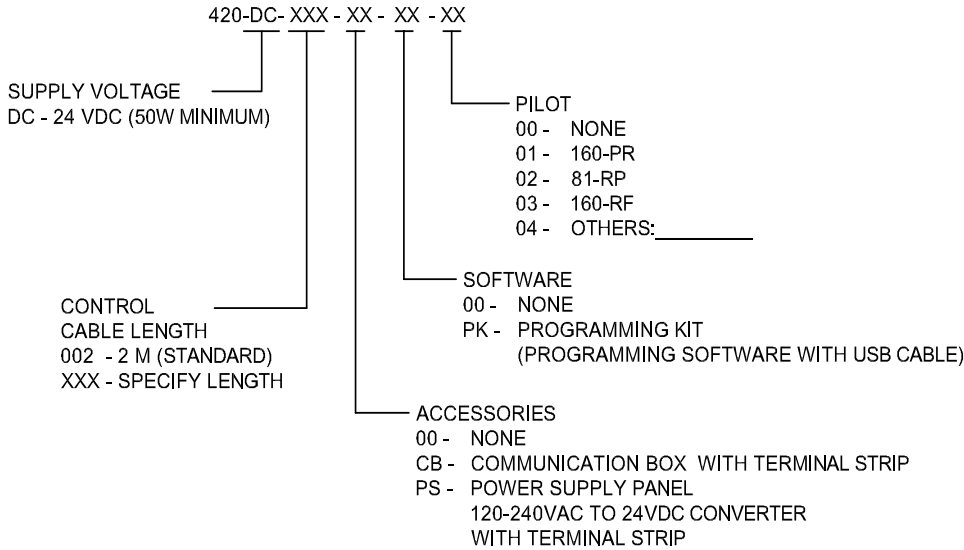 420-DC- XXX - XX - XX - XX
SUPPLY VOLTAGE
DC - 24 VDC (50W MINIMUM)
PILOT
00 - NONE
01 - 160-PR
02 - 81-RP
03 - 160-RF
04 - OTHERS:__________
SOFTWARE
00 - NONE
PK - PROGRAMMING KIT
(PROGRAMMING SOFTWARE WITH USB CABLE)
CONTROL
CABLE LENGTH
002 - 2 M (STANDARD)
XXX - SPECIFY LENGTH
ACCESSORIES
00 - NONE
CB - COMMUNICATION BOX WITH TERMINAL STRIP
PS - POWER SUPPLY PANEL
120-240VAC TO 24VDC CONVERTER
WITH TERMINAL STRIP